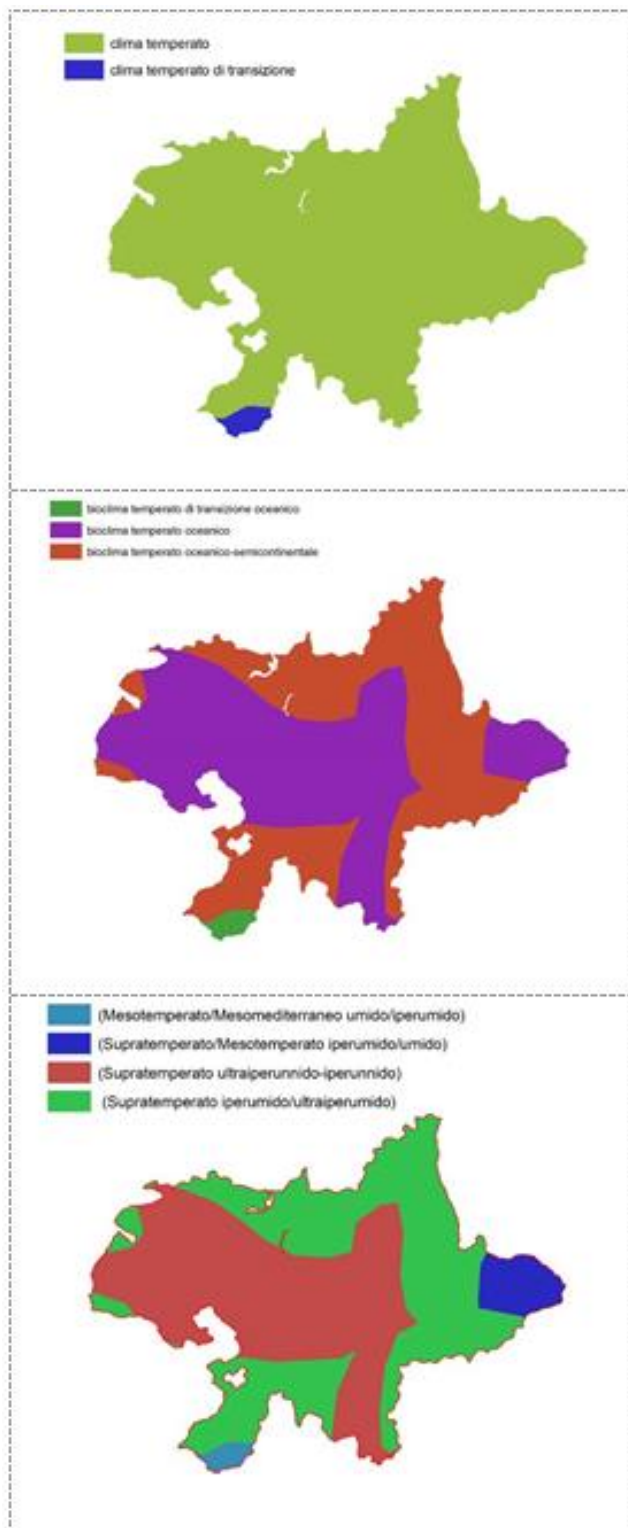 clima temperato
clima temperato di transizione
bioclima temperato di transizione oceanico
bioclima temperato oceanico
bioclima temperato oceanico-semicontinentale
(Mesotemperato/Mesomediterraneo umido/iperumido)
(Supratemperato/Mesotemperato iperumido/umido)
(Supratemperato ultraiperunnido-iperunnido)
(Supratemperato iperumido/ultraiperumido)